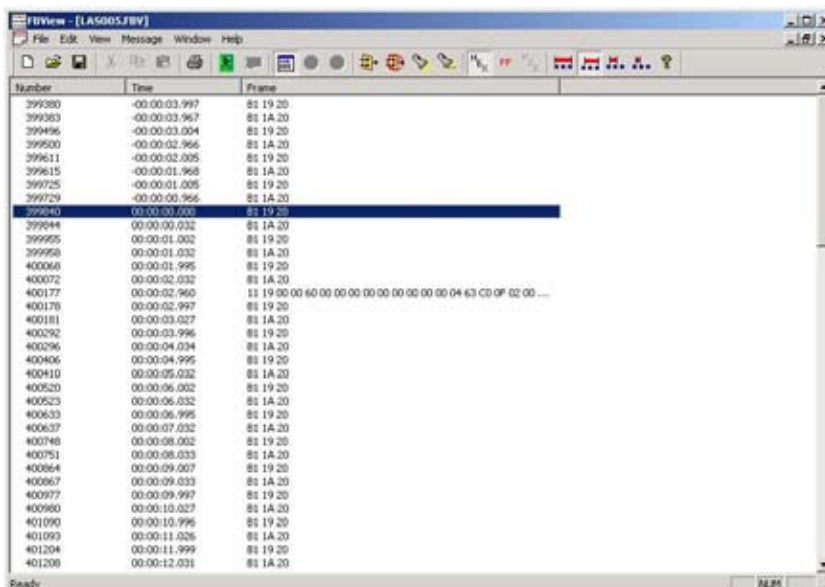 FBView - [LAS005.FBV]
File Edit View Message Window Help
Number Time Frame
399380 -00:00:03.997 81 19 20
399383 -00:00:03.967 81 1A 20
399496 -00:00:03.004 81 19 20
399500 -00:00:02.966 81 1A 20
399611 -00:00:02.005 81 19 20
399615 -00:00:01.968 81 1A 20
399725 -00:00:01.005 81 19 20
399729 -00:00:00.966 81 1A 20
399840 00:00:00.000 81 19 20
399844 00:00:00.032 81 1A 20
399955 00:00:01.002 81 19 20
399958 00:00:01.032 81 1A 20
400068 00:00:01.995 81 19 20
400072 00:00:02.032 81 1A 20
400177 00:00:02.960 11 19 00 00 60 00 00 00 00 00 00 00 00 00 04 63 C0 0F 02 00 ....
400178 00:00:02.997 81 19 20
400181 00:00:03.027 81 1A 20
400292 00:00:03.996 81 19 20
400296 00:00:04.034 81 1A 20
400406 00:00:04.995 81 19 20
400410 00:00:05.032 81 1A 20
400520 00:00:06.002 81 19 20
400523 00:00:06.032 81 1A 20
400633 00:00:06.995 81 19 20
400637 00:00:07.032 81 1A 20
400748 00:00:08.002 81 19 20
400751 00:00:08.033 81 1A 20
400864 00:00:09.007 81 19 20
400867 00:00:09.033 81 1A 20
400977 00:00:09.997 81 19 20
400980 00:00:10.027 81 1A 20
401090 00:00:10.996 81 19 20
401093 00:00:11.026 81 1A 20
401204 00:00:11.999 81 19 20
401208 00:00:12.031 81 1A 20
Ready NUM